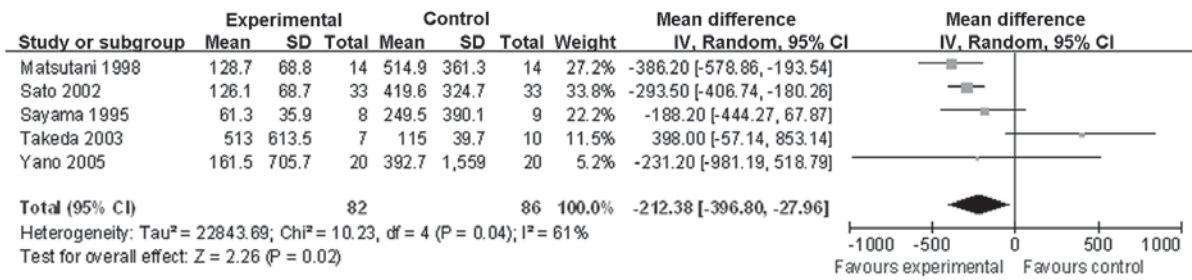 Experimental Control Mean difference Mean difference
Study or subgroup Mean SD Total Mean SD Total Weight IV, Random, 95% CI IV, Random, 95% CI
Matsutani 1998 128.7 68.8 14 514.9 361.3 14 27.2% -386.20 [-578.86, -193.54]
Sato 2002 126.1 68.7 33 419.6 324.7 33 33.8% -293.50 [-406.74, -180.26]
Sayama 1995 61.3 35.9 8 249.5 390.1 9 22.2% -188.20 [-444.27, 67.87]
Takeda 2003 513 613.5 7 115 39.7 10 11.5% 398.00 [-57.14, 853.14]
Yano 2005 161.5 705.7 20 392.7 1,559 20 5.2% -231.20 [-981.19, 518.79]
Total (95% CI) 82 86 100.0% -212.38 [-396.80, -27.96]
Heterogeneity: Tau² = 22843.69; Chi² = 10.23, df = 4 (P = 0.04); I² = 61%
Test for overall effect: Z = 2.26 (P = 0.02)
-1000 -500 0 500 1000
Favours experimental Favours control